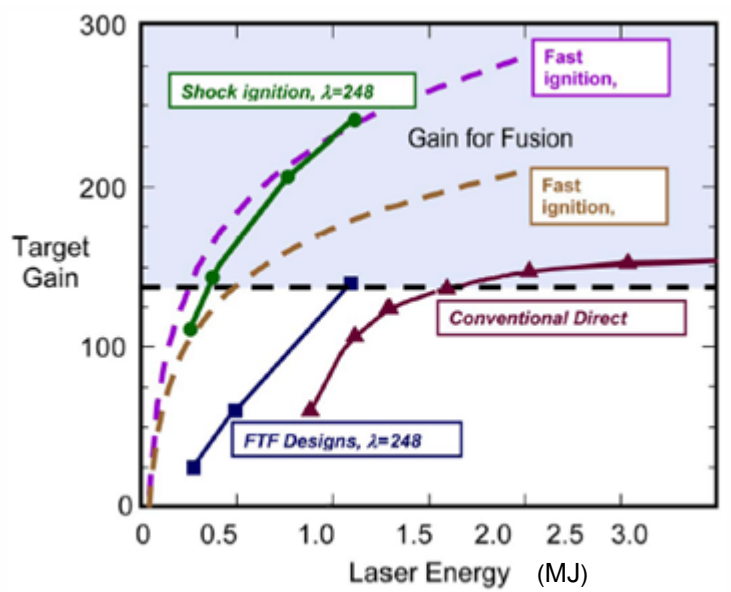 300
200
100
0
Target
Gain
Shock ignition, λ=248
Fast
ignition,
Gain for Fusion
Fast
ignition,
Conventional Direct
FTF Designs, λ=248
0 0.5 1.0 1.5 2.0 2.5 3.0
Laser Energy (MJ)